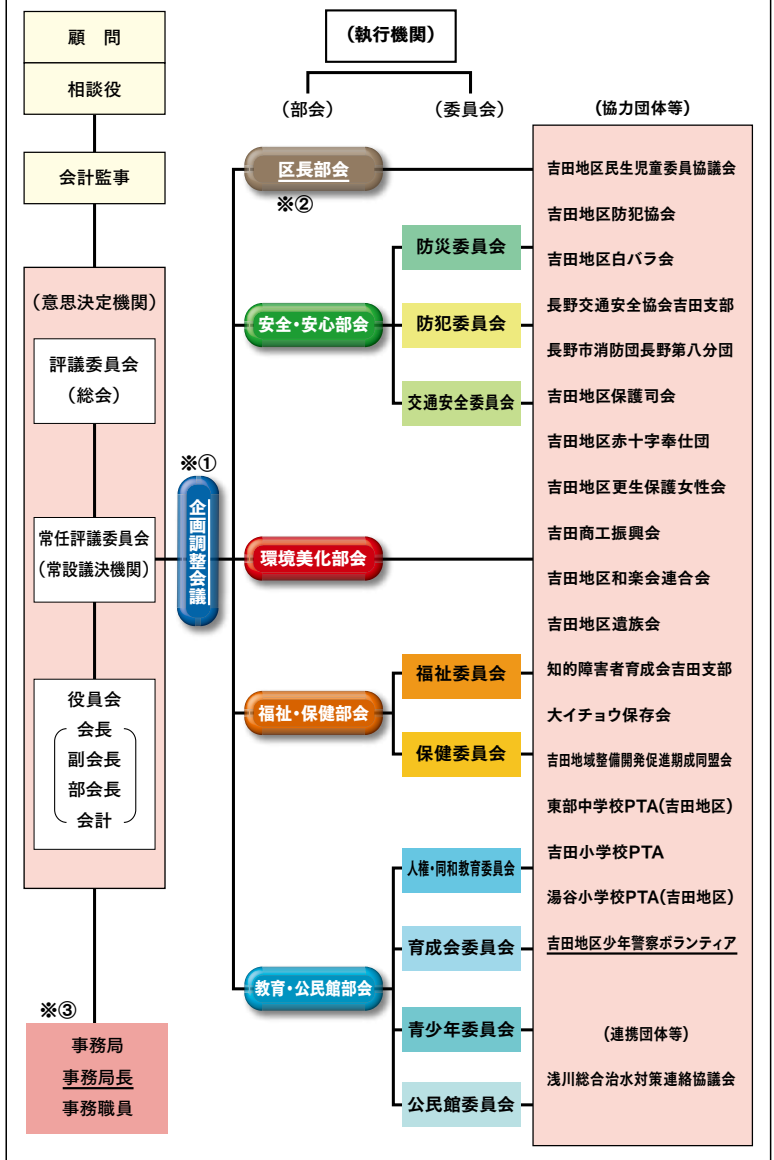 顧　問
相談役
会計監事
(意思決定機関)
評議委員会
(総会)
常任評議委員会
(常設議決機関)
役員会
会長
副会長
部会長
会計
※③
事務局
事務局長
事務職員
※①
企画調整会議
(執行機関)
(部会)
(委員会)
区長部会
※②
安全・安心部会
防災委員会
防犯委員会
交通安全委員会
環境美化部会
福祉・保健部会
福祉委員会
保健委員会
教育・公民館部会
人権・同和教育委員会
育成会委員会
青少年委員会
公民館委員会
(協力団体等)
吉田地区民生児童委員協議会
吉田地区防犯協会
吉田地区白バラ会
長野交通安全協会吉田支部
長野市消防団長野第八分団
吉田地区保護司会
吉田地区赤十字奉仕団
吉田地区更生保護女性会
吉田商工振興会
吉田地区和楽会連合会
吉田地区遺族会
知的障害者育成会吉田支部
大イチョウ保存会
吉田地域整備開発促進期成同盟会
東部中学校PTA(吉田地区)
吉田小学校PTA
湯谷小学校PTA(吉田地区)
吉田地区少年警察ボランティア
(連携団体等)
浅川総合治水対策連絡協議会